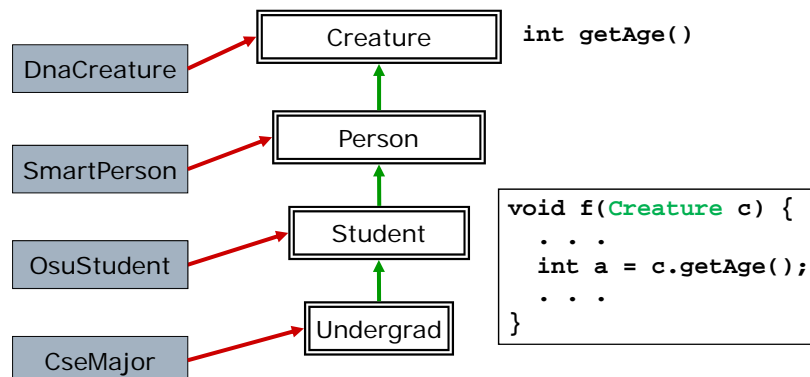 Creature
int getAge()
DnaCreature
Person
SmartPerson
Student
OsuStudent
Undergrad
CseMajor
void f(Creature c) {
. . .
int a = c.getAge();
. . .
}